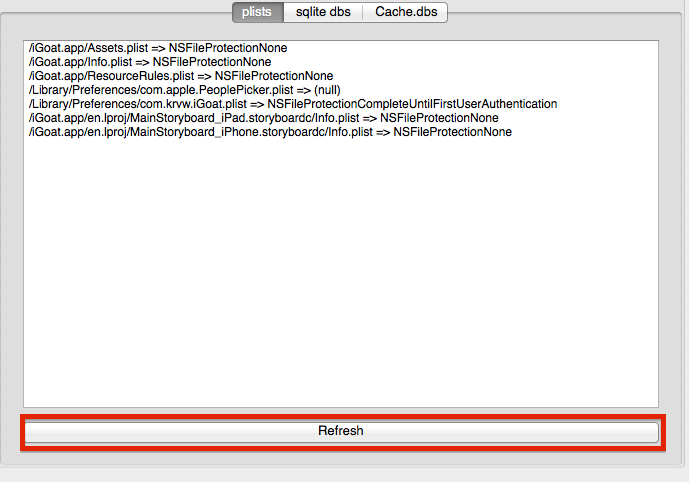 plists sqlite dbs Cache.dbs
/iGoat.app/Assets.plist => NSFileProtectionNone
/iGoat.app/Info.plist => NSFileProtectionNone
/iGoat.app/ResourceRules.plist => NSFileProtectionNone
/Library/Preferences/com.apple.PeoplePicker.plist => (null)
/Library/Preferences/com.krvw.iGoat.plist => NSFileProtectionCompleteUntilFirstUserAuthentication
/iGoat.app/en.lproj/MainStoryboard_iPad.storyboardc/Info.plist => NSFileProtectionNone
/iGoat.app/en.lproj/MainStoryboard_iPhone.storyboardc/Info.plist => NSFileProtectionNone
Refresh